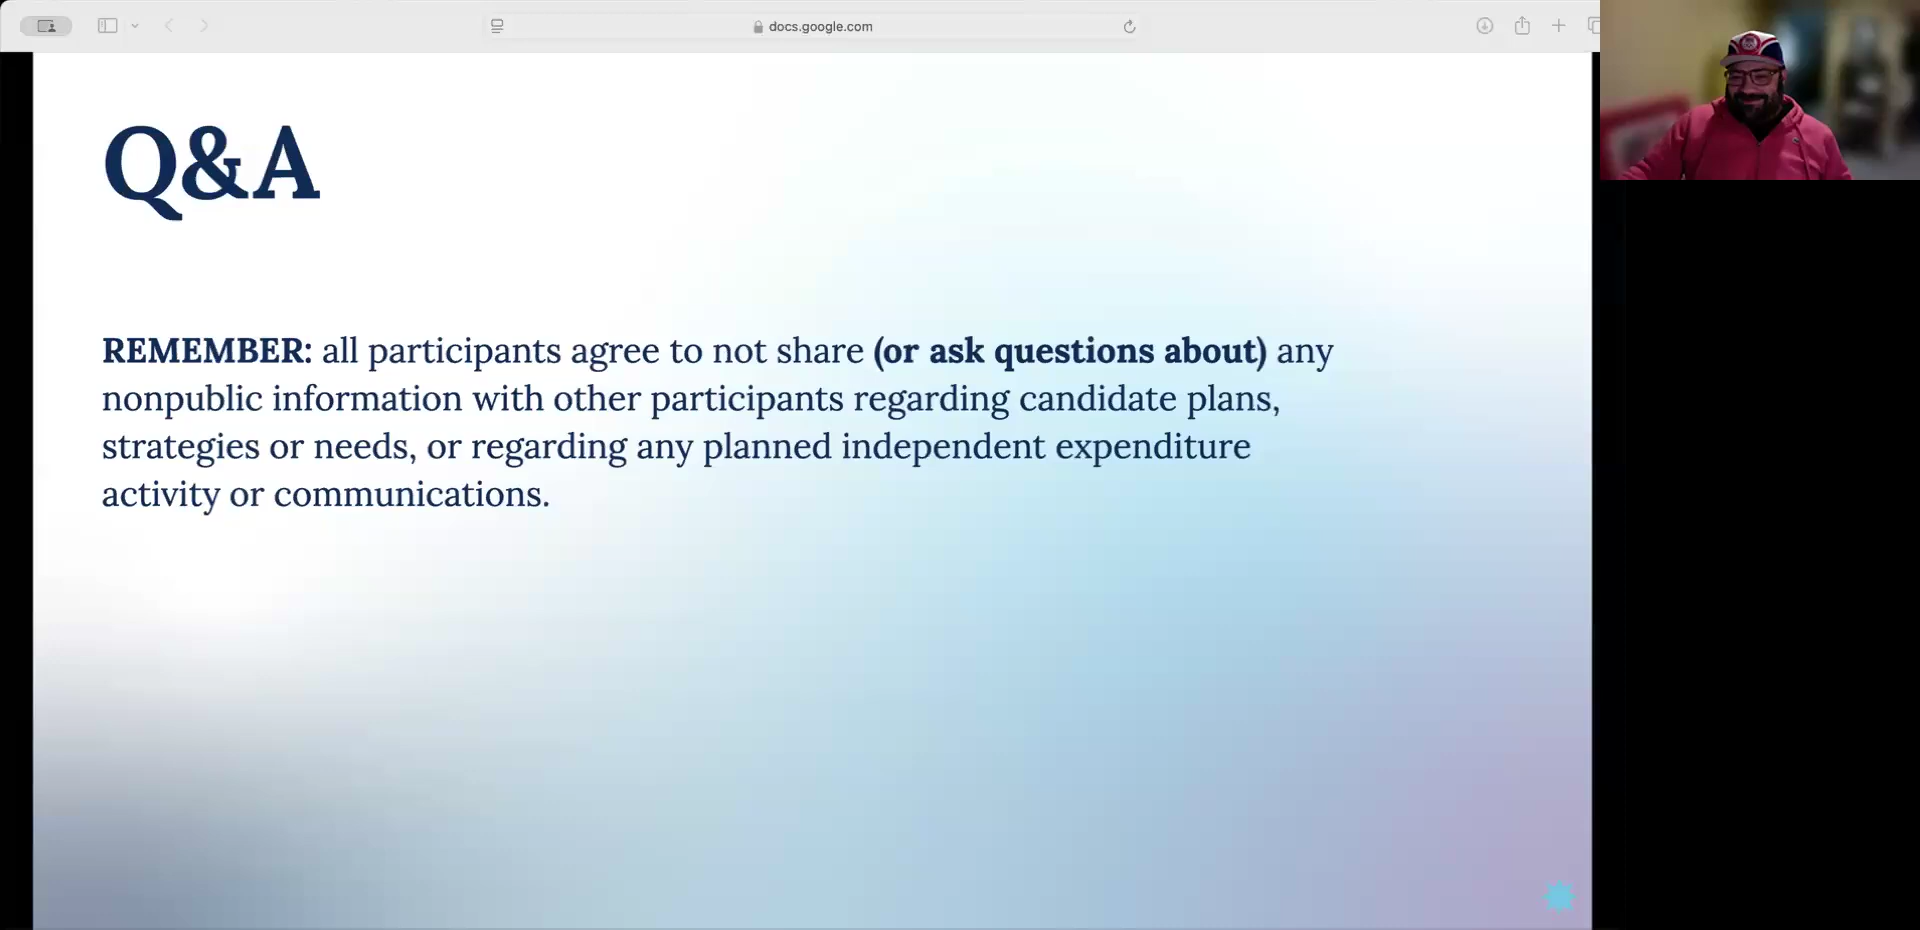 docs.google.com
Q&A
REMEMBER: all participants agree to not share (or ask questions about) any
nonpublic information with other participants regarding candidate plans,
strategies or needs, or regarding any planned independent expenditure
activity or communications.